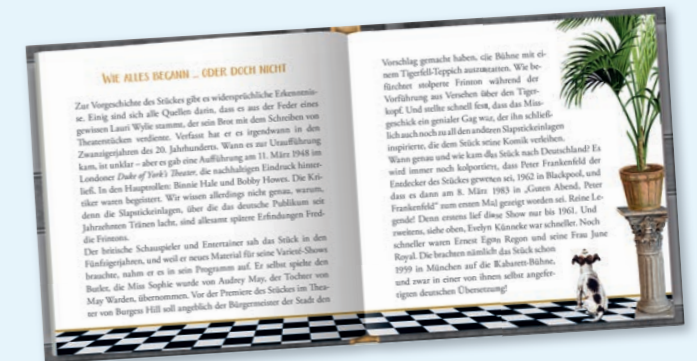 WIE ALLES BEGANN ... ODER DOCH NICHT
Zur Vorgeschichte des Stückes gibt es widersprüchliche Erkenntnis-
se. Einig sind sich alle Quellen darin, dass es aus der Feder eines
gewissen Lauri Wylie stamme, der sein Brot mit dem Schreiben von
Theaterstücken verdiente. Verfasst hat er es irgendwann in den
Zwanzigerjahren des 20. Jahrhunderts. Wann es zur Uraufführung
kam, ist unklar – aber es gab eine Aufführung am 11. März 1948 im
Londoner Duke of York's Theater, die nachhaltigen Eindruck hinter-
ließ. In den Hauptrollen: Binnie Hale und Bobby Howes. Die Kri-
tiker waren begeistert. Wir wissen allerdings nicht genau, warum,
denn die Slapstickeinlagen, über die das deutsche Publikum seit
Jahrzehnten Tränen lacht, sind allesamt spätere Erfindungen Fred-
die Frintons.
Der britische Schauspieler und Entertainer sah das Stück in den
Fünfzigerjahren, und weil er neues Material für seine Varieté-Shows
brauchte, nahm er es in sein Programm auf. Er selbst spielte den
Butler, die Miss Sophie wurde von Audrey May, der Tochter von
May Warden, übernommen. Vor der Premiere des Stückes im Thea-
ter von Burgess Hill soll angeblich der Bürgermeister der Stadt den
Vorschlag gemacht haben, die Bühne mit ei-
nem Tigerfell-Teppich auszustatten. Wie be-
fürchtet stolperte Frinton während der
Vorführung aus Versehen über den Tiger-
kopf. Und stellte schnell fest, dass das Miss-
geschick ein genialer Gag war, der ihn schließ-
lich auch noch zu all den anderen Slapstickeinlagen
inspirierte, die dem Stück seine Komik verleihen.
Wann genau und wie kam das Stück nach Deutschland? Es
wird immer noch kolportiert, dass Peter Frankenfeld der
Entdecker des Stückes gewesen sei, 1962 in Blackpool, und
dass es dann am 8. März 1983 in „Guten Abend, Peter
Frankenfeld“ zum ersten Mal gezeigt worden sei. Reine Le-
gende! Denn erstens lief diese Show nur bis 1961. Und
zweitens, siehe oben, Evelyn Künneke war schneller. Noch
schneller waren Ernest Egon Regon und seine Frau June
Royal. Die brachten nämlich das Stück schon
1959 in München auf die Kabarett-Bühne,
und zwar in einer von ihnen selbst angefer-
tigten deutschen Übersetzung!